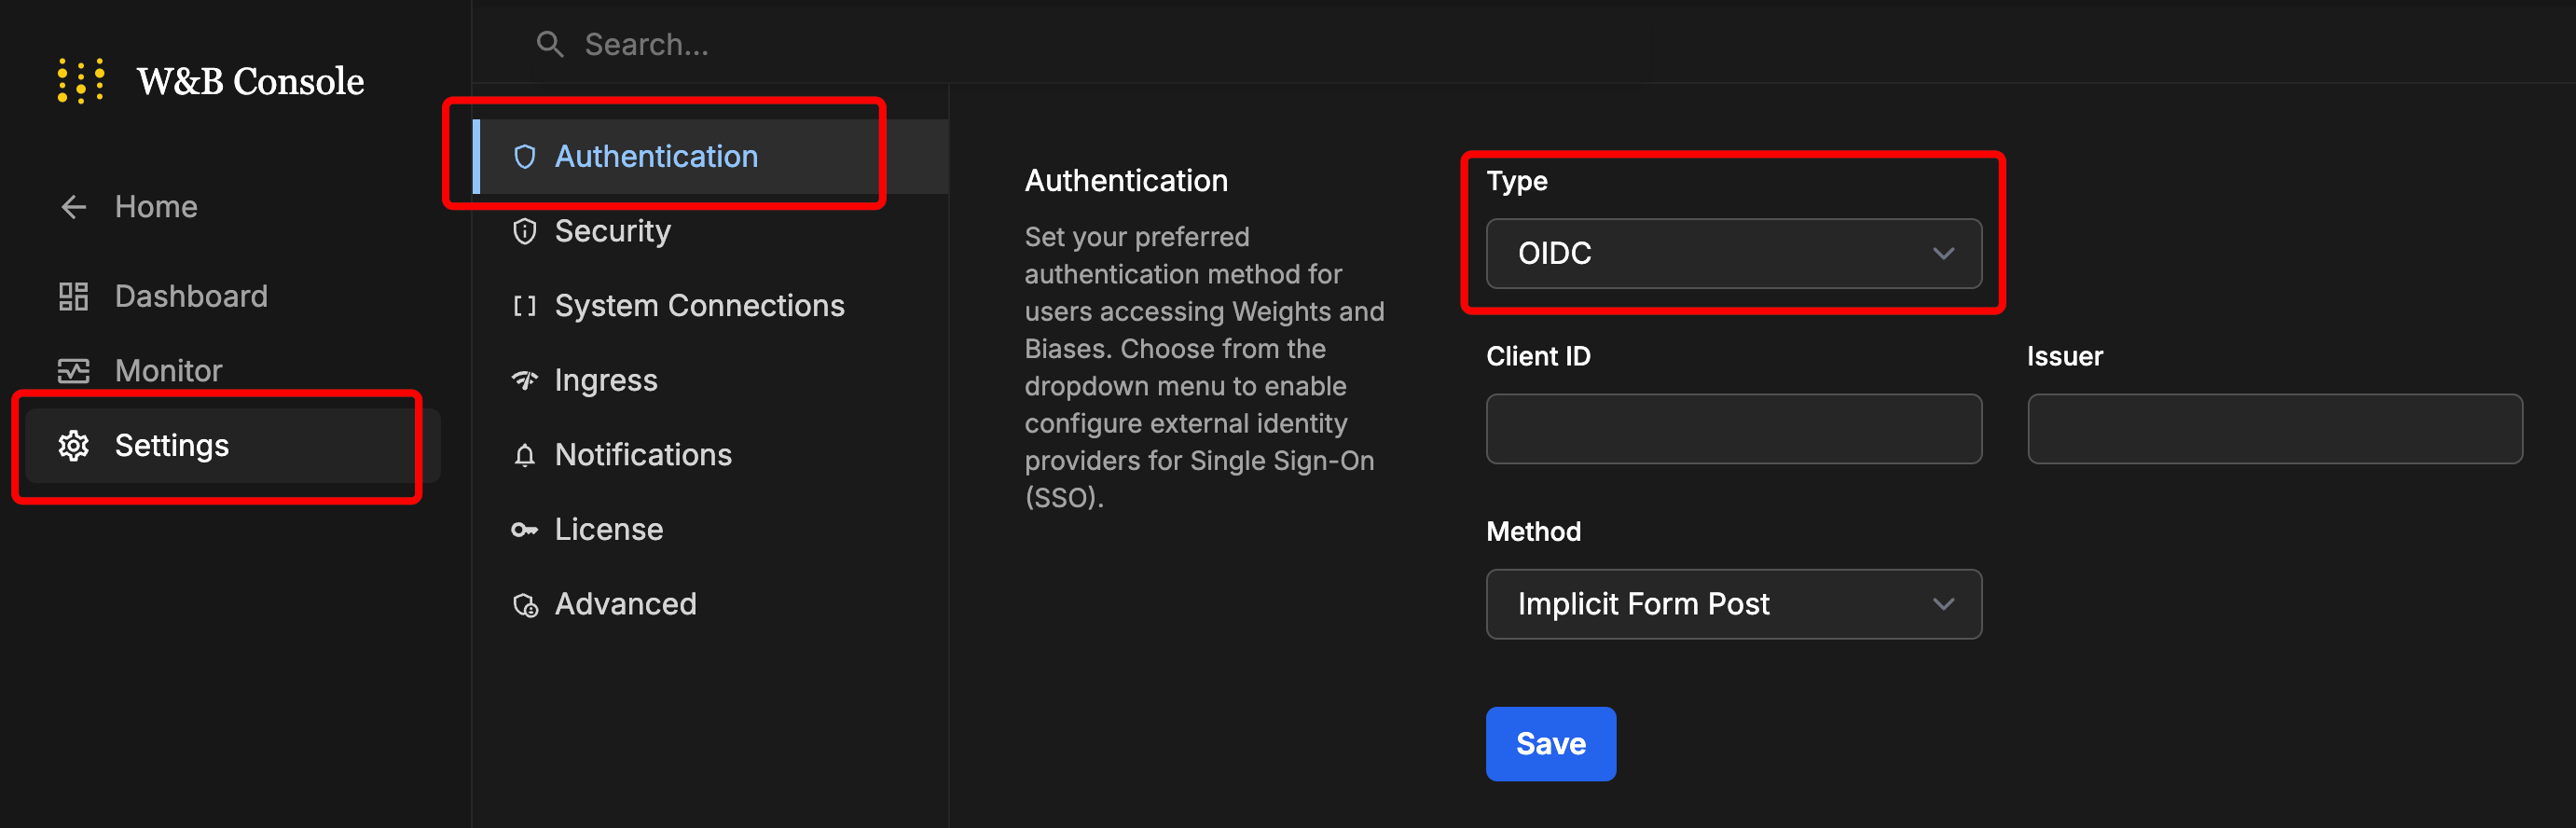 W&B Console
Home
Dashboard
Monitor
Settings
Search...
Authentication
Security
System Connections
Ingress
Notifications
License
Advanced
Authentication
Set your preferred
authentication method for
users accessing Weights and
Biases. Choose from the
dropdown menu to enable
configure external identity
providers for Single Sign-On
(SSO).
Type
OIDC
Client ID
Issuer
Method
Implicit Form Post
Save